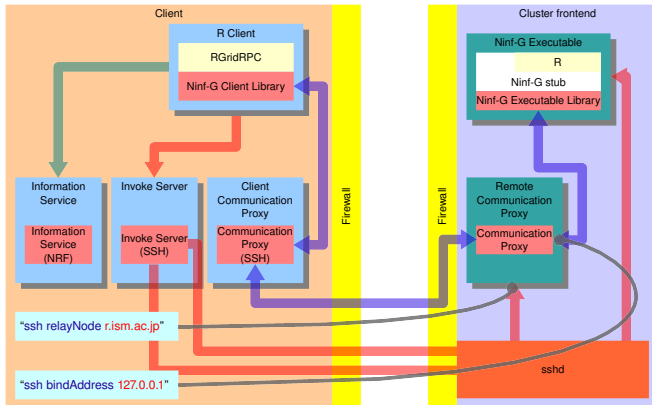 Client
Cluster frontend
R Client
RGridRPC
Ninf-G Client Library
Ninf-G Executable
R
Ninf-G stub
Ninf-G Executable Library
Information
Service
Information
Service
(NRF)
Invoke Server
Invoke Server
(SSH)
Client
Communication
Proxy
Communication
Proxy
(SSH)
Firewall
Firewall
Remote
Communication
Proxy
Communication
Proxy
“ssh relayNode r.ism.ac.jp”
“ssh bindAddress 127.0.0.1”
sshd